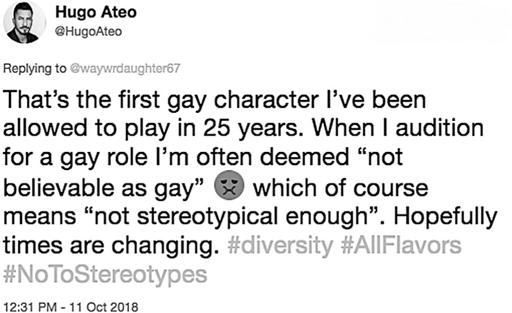 Hugo Ateo
@HugoAteo
Replying to @waywrdaughter67
That's the first gay character I've been
allowed to play in 25 years. When I audition
for a gay role I'm often deemed "not
believable as gay" which of course
means "not stereotypical enough". Hopefully
times are changing. #diversity #AllFlavors
#NoToStereotypes
12:31 PM - 11 Oct 2018